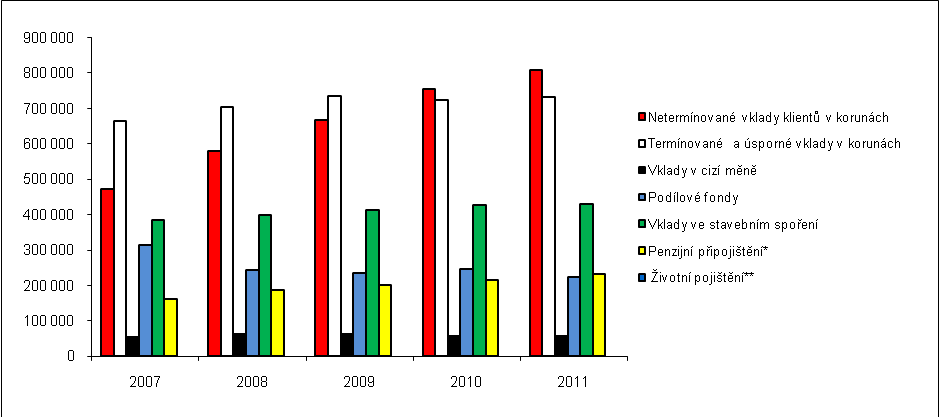 900 000
800 000
700 000
600 000
500 000
400 000
300 000
200 000
100 000
0
2007 2008 2009 2010 2011
Netermínované vklady klientů v korunách
Termínované a úsporné vklady v korunách
Vklady v cizí měně
Podílové fondy
Vklady ve stavebním spoření
Penzijní připojištění*
Životní pojištění**